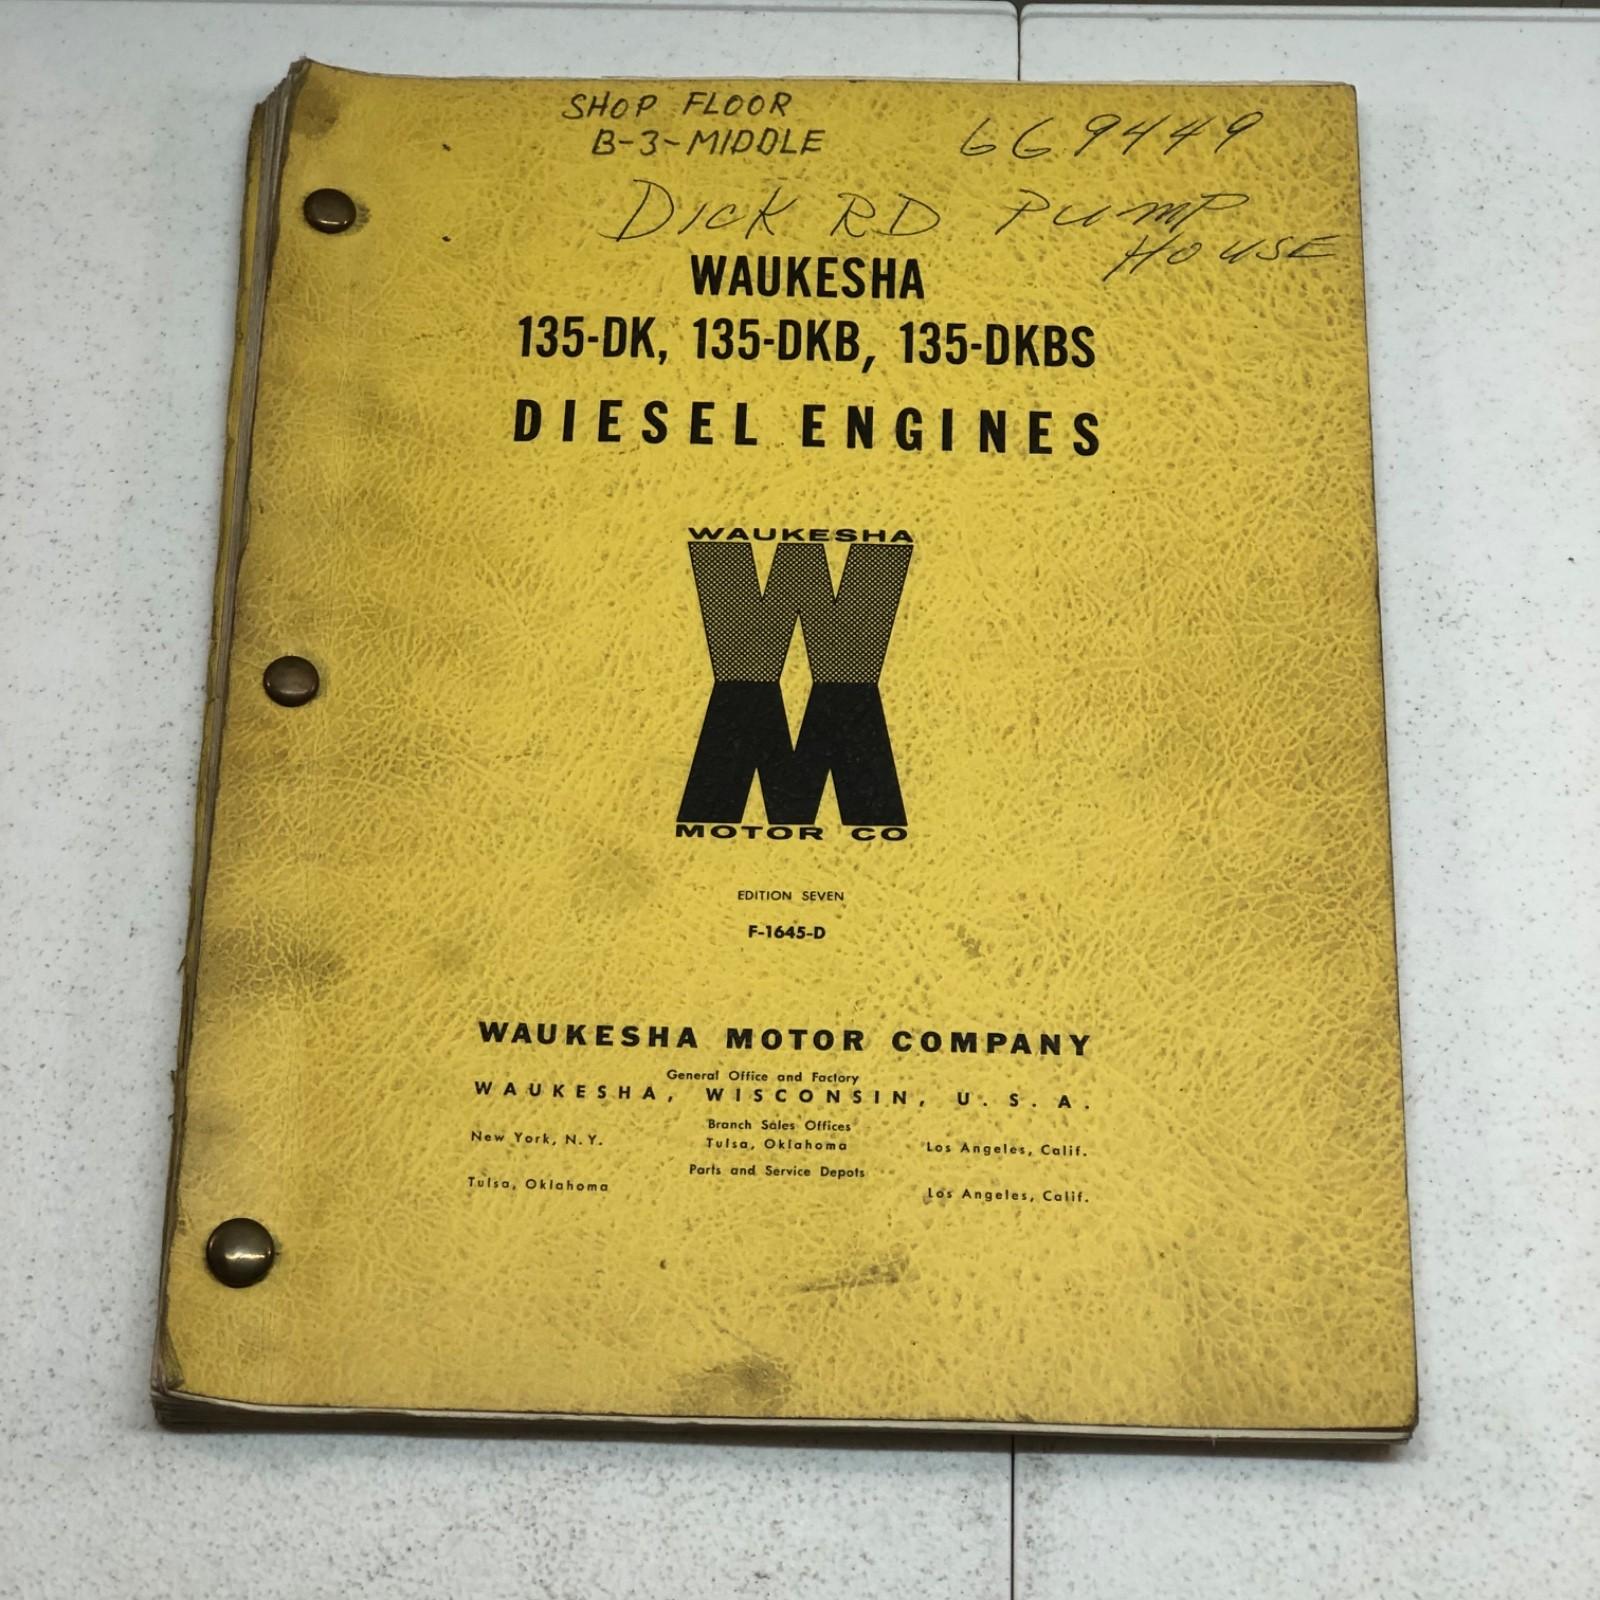 SHOP FLOOR
B-3-MIDDLE
669449
DICK RD PUMP
HOUSE
WAUKESHA
135-DK, 135-DKB, 135-DKBS
DIESEL ENGINES
WAUKESHA
WM
MOTOR CO
EDITION SEVEN
F-1645-D
WAUKESHA MOTOR COMPANY
General Office and Factory
WAUKESHA, WISCONSIN, U. S. A.
Branch Sales Offices
New York, N. Y. Tulsa, Oklahoma Los Angeles, Calif.
Parts and Service Depots
Tulsa, Oklahoma Los Angeles, Calif.